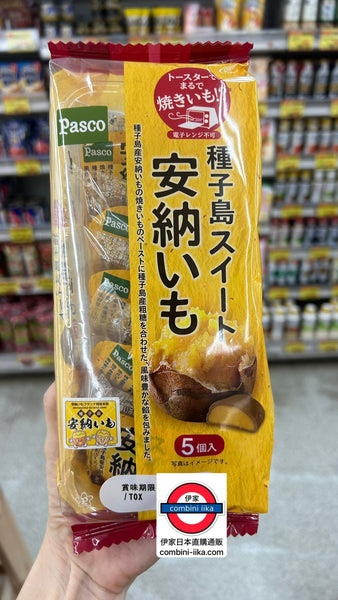 Pasco
トースターで
まるで
焼きいも!!
電子レンジ不可
種子島スイート
安納いも
種子島産安納いもの焼きいものペーストに種子島産粗糖を合わせた、風味豊かな餡を包みました。
Pasco
Pasco
Pasco
安納いも
5個入
写真はイメージです。
賞味期限
/TOX
伊家
combini iika
伊家日本直購通販
combini-iika.com